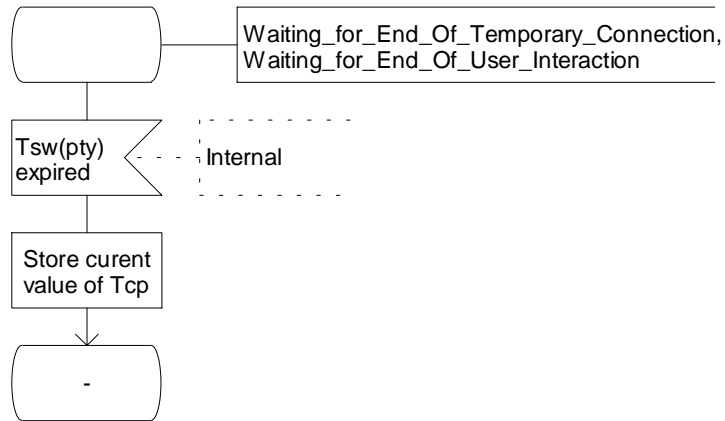 Waiting_for_End_Of_Temporary_Connection,
Waiting_for_End_Of_User_Interaction
Tsw(pty)
expired
Internal
Store curent
value of Tcp
-